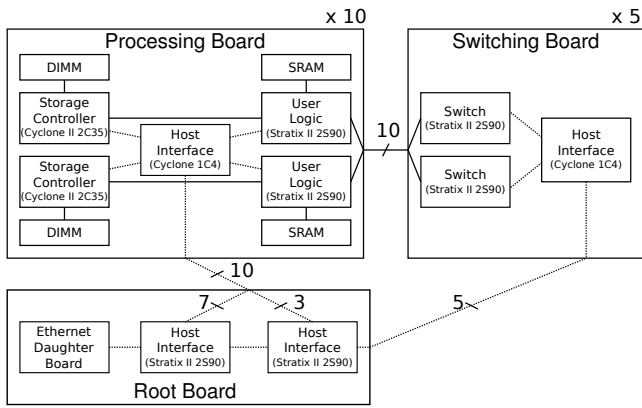 x 10
Processing Board
DIMM
SRAM
Storage
Controller
(Cyclone II 2C35)
User
Logic
(Stratix II 2S90)
Host
Interface
(Cyclone 1C4)
Storage
Controller
(Cyclone II 2C35)
User
Logic
(Stratix II 2S90)
DIMM
SRAM
10
x 5
Switching Board
Switch
(Stratix II 2S90)
Host
Interface
(Cyclone 1C4)
Switch
(Stratix II 2S90)
10
7
3
5
Ethernet
Daughter
Board
Host
Interface
(Stratix II 2S90)
Host
Interface
(Stratix II 2S90)
Root Board